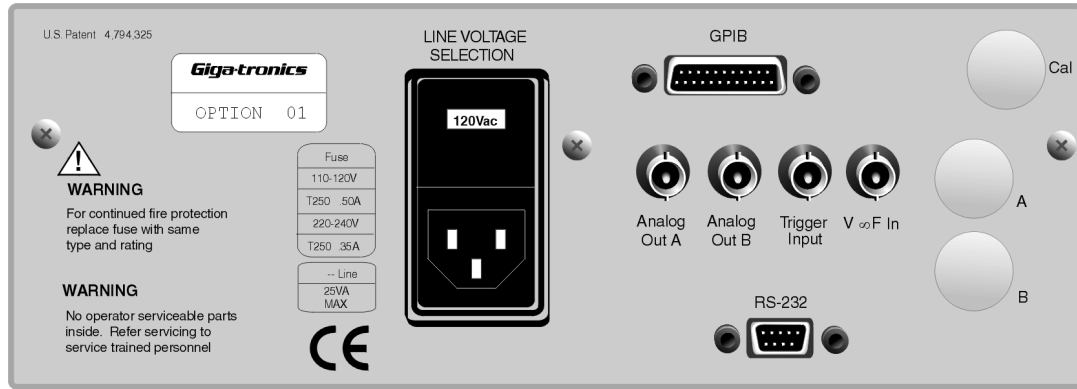 U.S. Patent 4,794,325
Giga-tronics
OPTION 01
WARNING
For continued fire protection
replace fuse with same
type and rating
WARNING
No operator serviceable parts
inside. Refer servicing to
service trained personnel
Fuse
110-120V
T250 .50A
220-240V
T250 .35A
-- Line
25VA
MAX
CE
LINE VOLTAGE
SELECTION
120Vac
GPIB
Analog
Out A
Analog
Out B
Trigger
Input
V ∞F In
RS-232
Cal
A
B